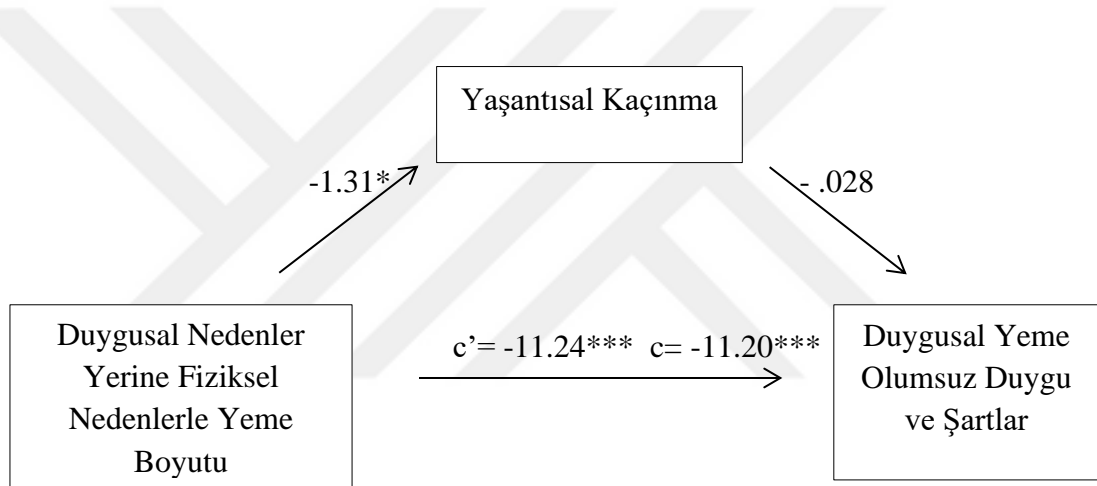 Yaşantısal Kaçınma
-1.31*
- .028
Duygusal Nedenler
Yerine Fiziksel
Nedenlerle Yeme
Boyutu
c’= -11.24*** c= -11.20***
Duygusal Yeme
Olumsuz Duygu
ve Şartlar